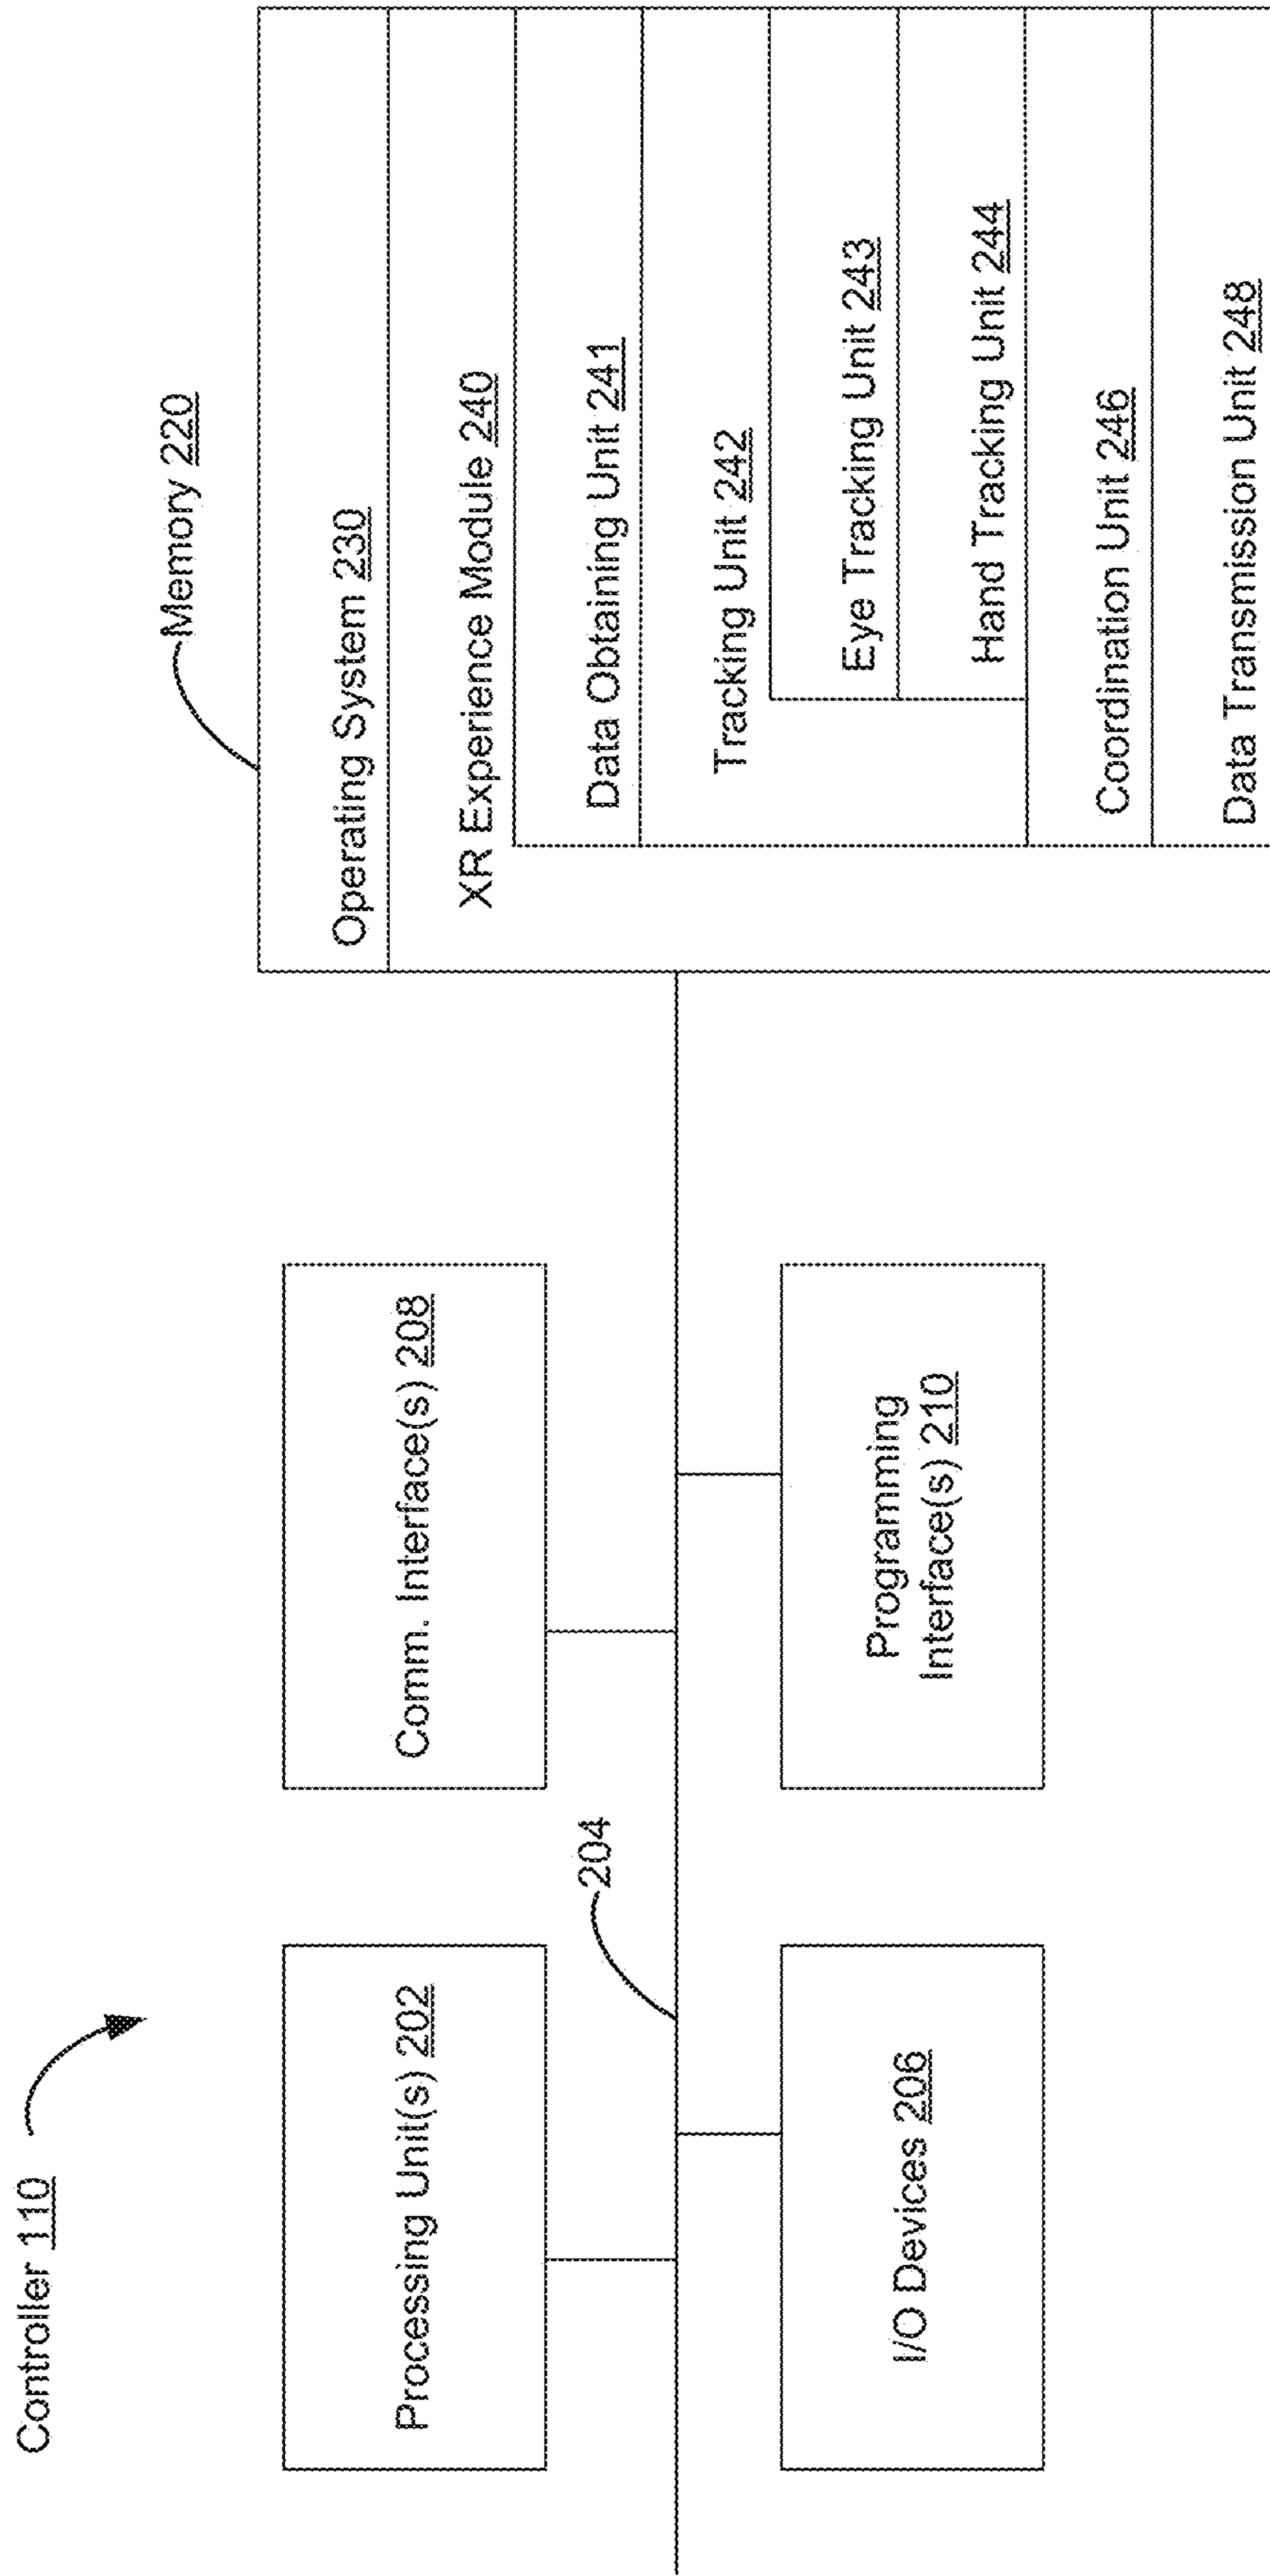 Controller 110
Processing Unit(s) 202
Comm. Interface(s) 208
204
I/O Devices 206
Programming
Interface(s) 210
Memory 220
Operating System 230
XR Experience Module 240
Data Obtaining Unit 241
Tracking Unit 242
Eye Tracking Unit 243
Hand Tracking Unit 244
Coordination Unit 246
Data Transmission Unit 248